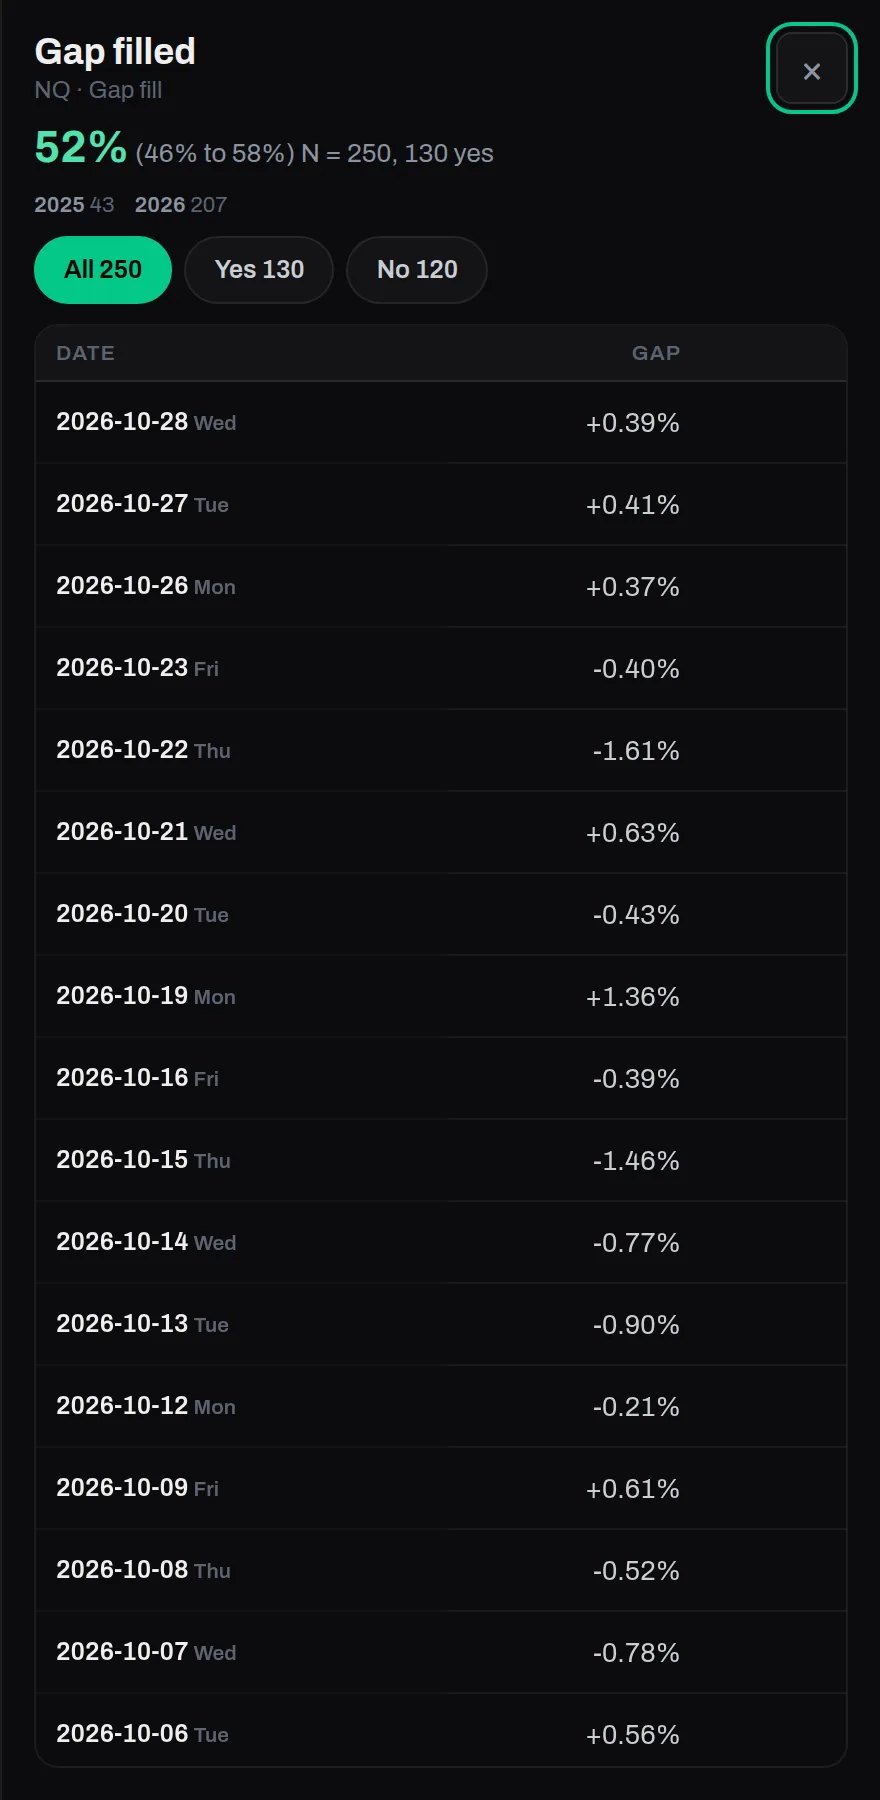 Gap filled
×
NQ · Gap fill
52% (46% to 58%) N = 250, 130 yes
2025 43 2026 207
All 250 Yes 130 No 120
DATE GAP
2026-10-28 Wed +0.39%
2026-10-27 Tue +0.41%
2026-10-26 Mon +0.37%
2026-10-23 Fri -0.40%
2026-10-22 Thu -1.61%
2026-10-21 Wed +0.63%
2026-10-20 Tue -0.43%
2026-10-19 Mon +1.36%
2026-10-16 Fri -0.39%
2026-10-15 Thu -1.46%
2026-10-14 Wed -0.77%
2026-10-13 Tue -0.90%
2026-10-12 Mon -0.21%
2026-10-09 Fri +0.61%
2026-10-08 Thu -0.52%
2026-10-07 Wed -0.78%
2026-10-06 Tue +0.56%